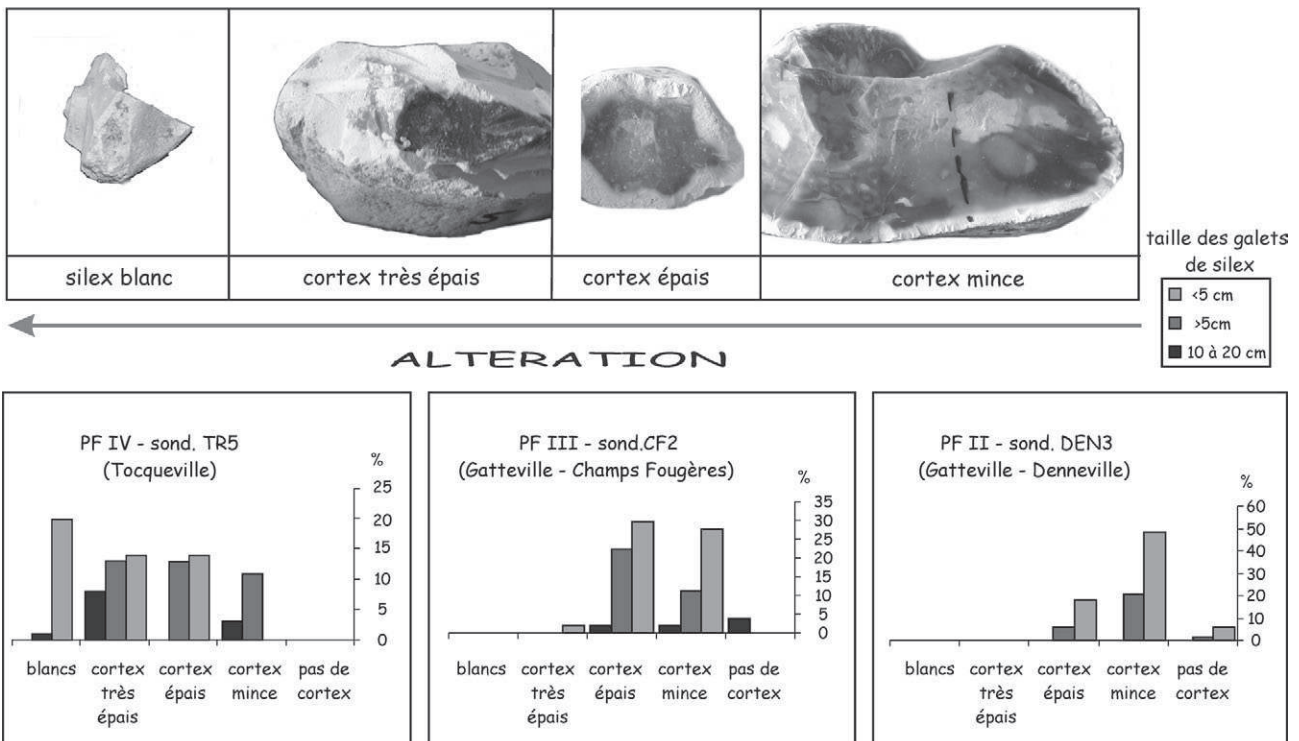 silex blanc
cortex très épais
cortex épais
cortex mince
taille des galets
de silex
<5 cm
>5cm
10 à 20 cm
ALTERATION
PF IV - sond. TR5
(Tocqueville)
%
25
20
15
10
5
0
blancs
cortex
très
épais
cortex
épais
cortex
mince
pas de
cortex
PF III - sond.CF2
(Gatteville - Champs Fougères)
%
35
30
25
20
15
10
5
0
blancs
cortex
très
épais
cortex
épais
cortex
mince
pas de
cortex
PF II - sond. DEN3
(Gatteville - Denneville)
%
60
50
40
30
20
10
0
blancs
cortex
très
épais
cortex
épais
cortex
mince
pas de
cortex